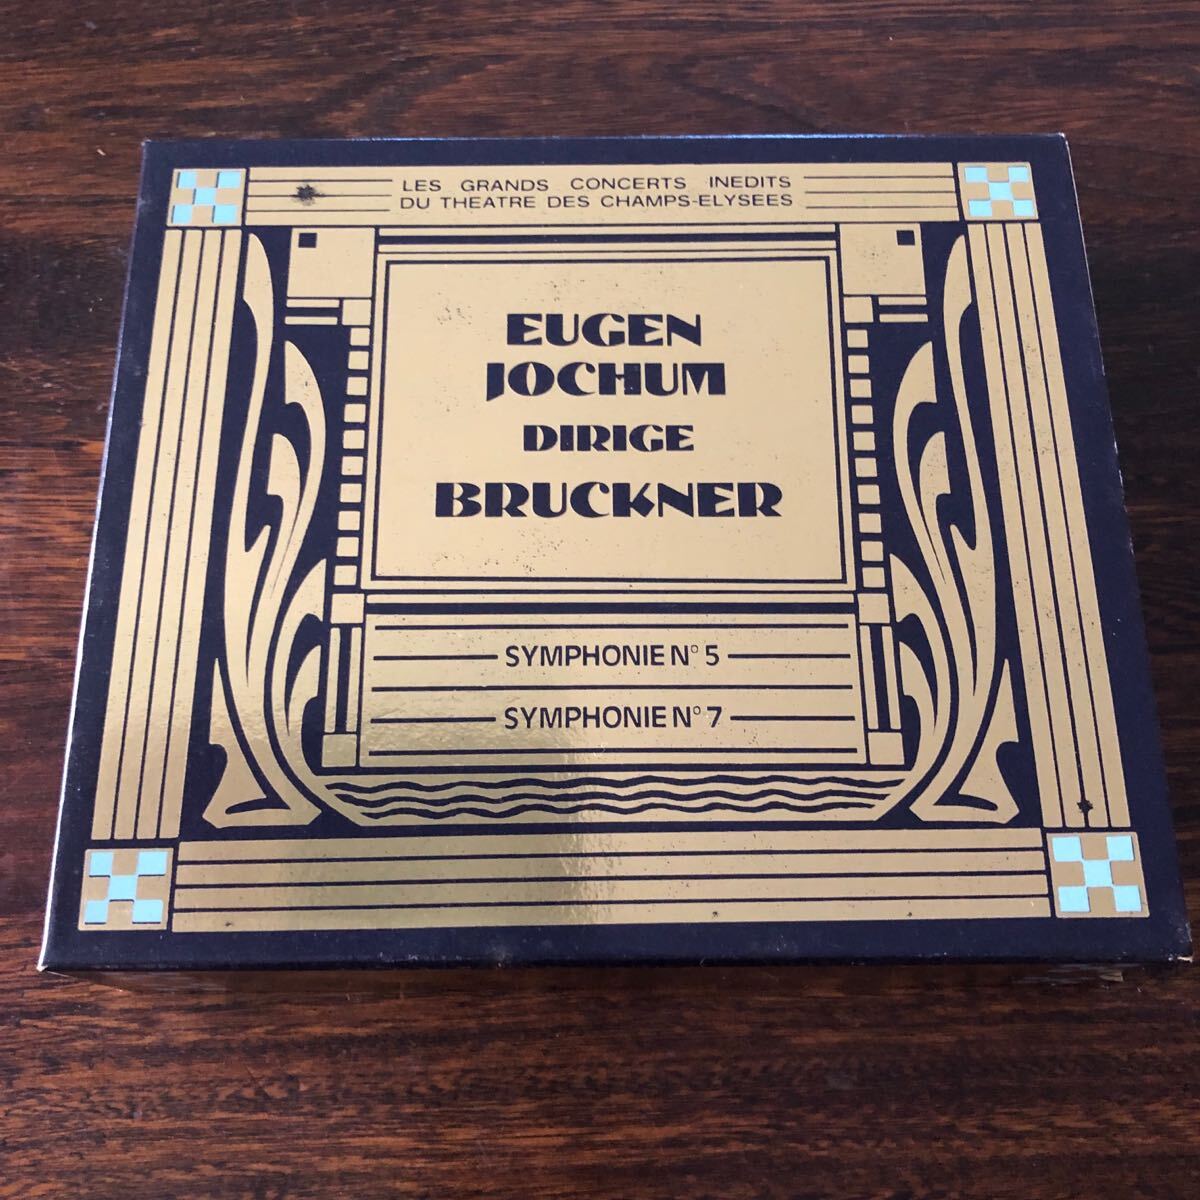 LES GRANDS CONCERTS INEDITS
DU THEATRE DES CHAMPS-ELYSEES
EUGEN
JOCHUM
DIRIGE
BRUCKNER
SYMPHONIE N° 5
SYMPHONIE N° 7